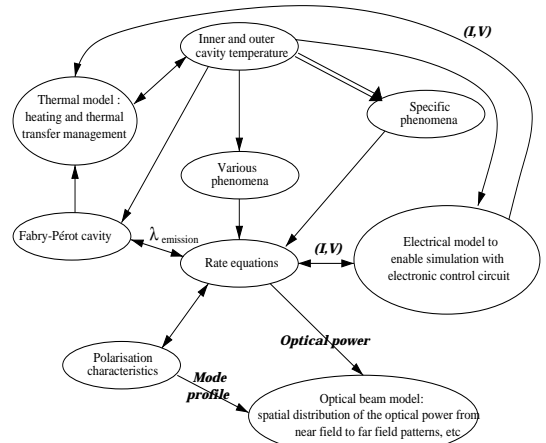 (I,V)
Inner and outer
cavity temperature
Thermal model :
heating and thermal
transfer management
Specific
phenomena
Various
phenomena
Fabry-Pérot cavity
λ emission
Rate equations
(I,V)
Electrical model to
enable simulation with
electronic control circuit
Optical power
Polarisation
characteristics
Mode
profile
Optical beam model:
spatial distribution of the optical power from
near field to far field patterns, etc